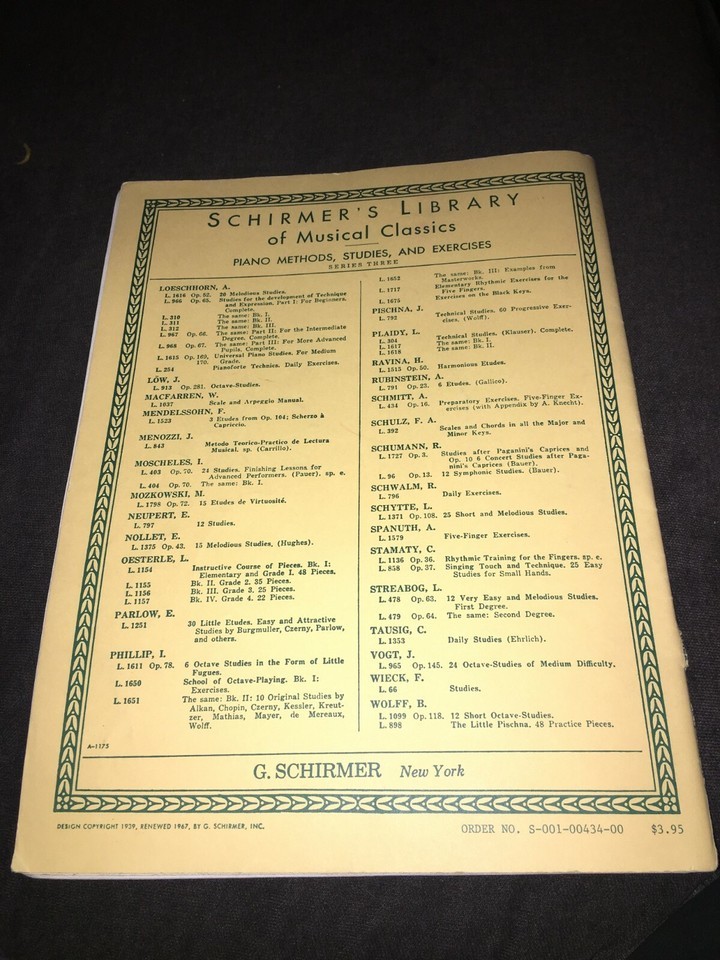 SCHIRMER'S LIBRARY
of Musical Classics
PIANO METHODS, STUDIES, AND EXERCISES
SERIES THREE
LOESCHHORN, A.
L. 1616 Op. 52. 20 Melodious Studies.
L. 966 Op. 65. Studies for the development of Technique
and Expression. Part I: For Beginners.
Complete.
L. 310 The same: Bk. I.
L. 311 The same: Bk. II.
L. 312 The same: Bk. III.
L. 967 Op. 66. The same: Part II: For the Intermediate
Degree. Complete.
L. 968 Op. 67. The same: Part III: For More Advanced
Pupils. Complete.
L. 1615 Op. 169, Universal Piano Studies. For Medium
170. Grade.
L. 254 Pianoforte Technics. Daily Exercises.
LÖW, J.
L. 913 Op. 281. Octave-Studies.
MACFARREN, W.
L. 1037 Scale and Arpeggio Manual.
MENDELSSOHN, F.
L. 1523 3 Etudes from Op. 104; Scherzo à
Capriccio.
MENOZZI, J.
L. 843 Metodo Teorico-Practico de Lectura
Musical. sp. (Carrillo).
MOSCHELES, I.
L. 403 Op. 70. 24 Studies. Finishing Lessons for
Advanced Performers. (Pauer). sp. e.
L. 404 Op. 70. The same: Bk. I.
MOZKOWSKI, M.
L. 1798 Op. 72. 15 Etudes de Virtuosité.
NEUPERT, E.
L. 797 12 Studies.
NOLLET, E.
L. 1375 Op. 43. 15 Melodious Studies, (Hughes).
OESTERLE, L.
L. 1154 Instructive Course of Pieces. Bk. I:
Elementary and Grade I. 48 Pieces.
L. 1155 Bk. II. Grade 2. 35 Pieces.
L. 1156 Bk. III. Grade 3. 25 Pieces.
L. 1157 Bk. IV. Grade 4. 22 Pieces.
PARLOW, E.
L. 1251 30 Little Etudes. Easy and Attractive
Studies by Burgmuller, Czerny, Parlow,
and others.
PHILLIP, I.
L. 1611 Op. 78. 6 Octave Studies in the Form of Little
Fugues.
L. 1650 School of Octave-Playing. Bk. I:
Exercises.
L. 1651 The same: Bk. II: 10 Original Studies by
Alkan, Chopin, Czerny, Kessler, Kreut-
zer, Mathias, Mayer, de Mereaux,
Wolff.
L. 1652 The same: Bk. III: Examples from
Masterworks.
L. 1717 Elementary Rhythmic Exercises for the
Five Fingers.
L. 1675 Exercises on the Black Keys.
PISCHNA, J.
L. 792 Technical Studies. 60 Progressive Exer-
cises. (Wolff).
PLAIDY, L.
L. 304 Technical Studies. (Klauser). Complete.
L. 1617 The same: Bk. I.
L. 1618 The same: Bk. II.
RAVINA, H.
L. 1515 Op. 50. Harmonious Etudes.
RUBINSTEIN, A.
L. 791 Op. 23. 6 Etudes. (Gallico).
SCHMITT, A.
L. 434 Op. 16. Preparatory Exercises. Five-Finger Ex-
ercises (with Appendix by A. Knecht).
SCHULZ, F. A.
L. 392 Scales and Chords in all the Major and
Minor Keys.
SCHUMANN, R.
L. 1727 Op. 3. Studies after Paganini's Caprices and
Op. 10 6 Concert Studies after Paga-
nini's Caprices (Bauer).
L. 96 Op. 13. 12 Symphonic Studies. (Bauer).
SCHWALM, R.
L. 796 Daily Exercises.
SCHYTTE, L.
L. 1371 Op. 108. 25 Short and Melodious Studies.
SPANUTH, A.
L. 1579 Five-Finger Exercises.
STAMATY, C.
L. 1136 Op. 36. Rhythmic Training for the Fingers. sp. e.
L. 858 Op. 37. Singing Touch and Technique. 25 Easy
Studies for Small Hands.
STREABOG, L.
L. 478 Op. 63. 12 Very Easy and Melodious Studies.
First Degree.
L. 479 Op. 64. The same: Second Degree.
TAUSIG, C.
L. 1353 Daily Studies (Ehrlich).
VOGT, J.
L. 965 Op. 145. 24 Octave-Studies of Medium Difficulty.
WIECK, F.
L. 66 Studies.
WOLFF, B.
L. 1099 Op. 118. 12 Short Octave-Studies.
L. 898 The Little Pischna. 48 Practice Pieces.
A-1175
G. SCHIRMER New York
DESIGN COPYRIGHT 1939, RENEWED 1967, BY G. SCHIRMER, INC.
ORDER NO. S-001-00434-00 $3.95